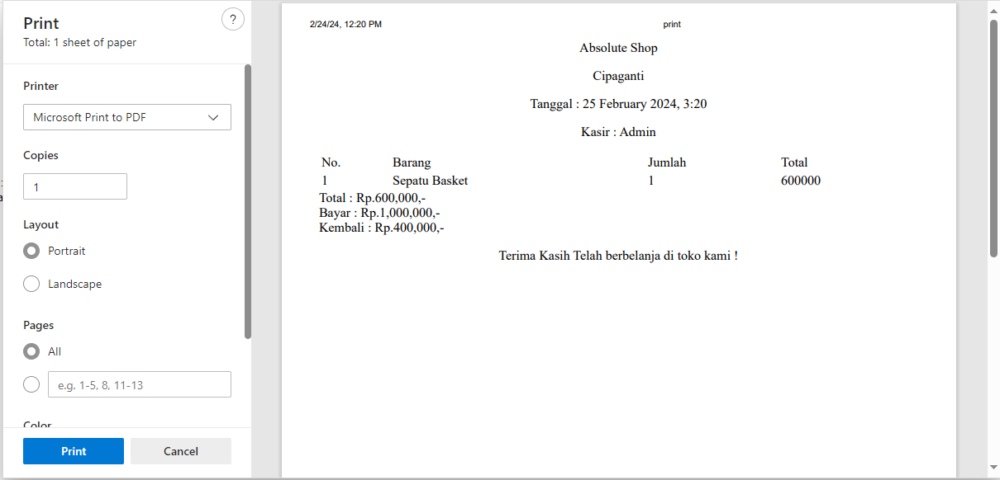 Print
?
Total: 1 sheet of paper
Printer
Microsoft Print to PDF
Copies
1
Layout
Portrait
Landscape
Pages
All
e.g. 1-5, 8, 11-13
Color
Print Cancel
2/24/24, 12:20 PM print
Absolute Shop
Cipaganti
Tanggal : 25 February 2024, 3:20
Kasir : Admin
No. Barang Jumlah Total
1 Sepatu Basket 1 600000
Total : Rp.600,000,-
Bayar : Rp.1,000,000,-
Kembali : Rp.400,000,-
Terima Kasih Telah berbelanja di toko kami !